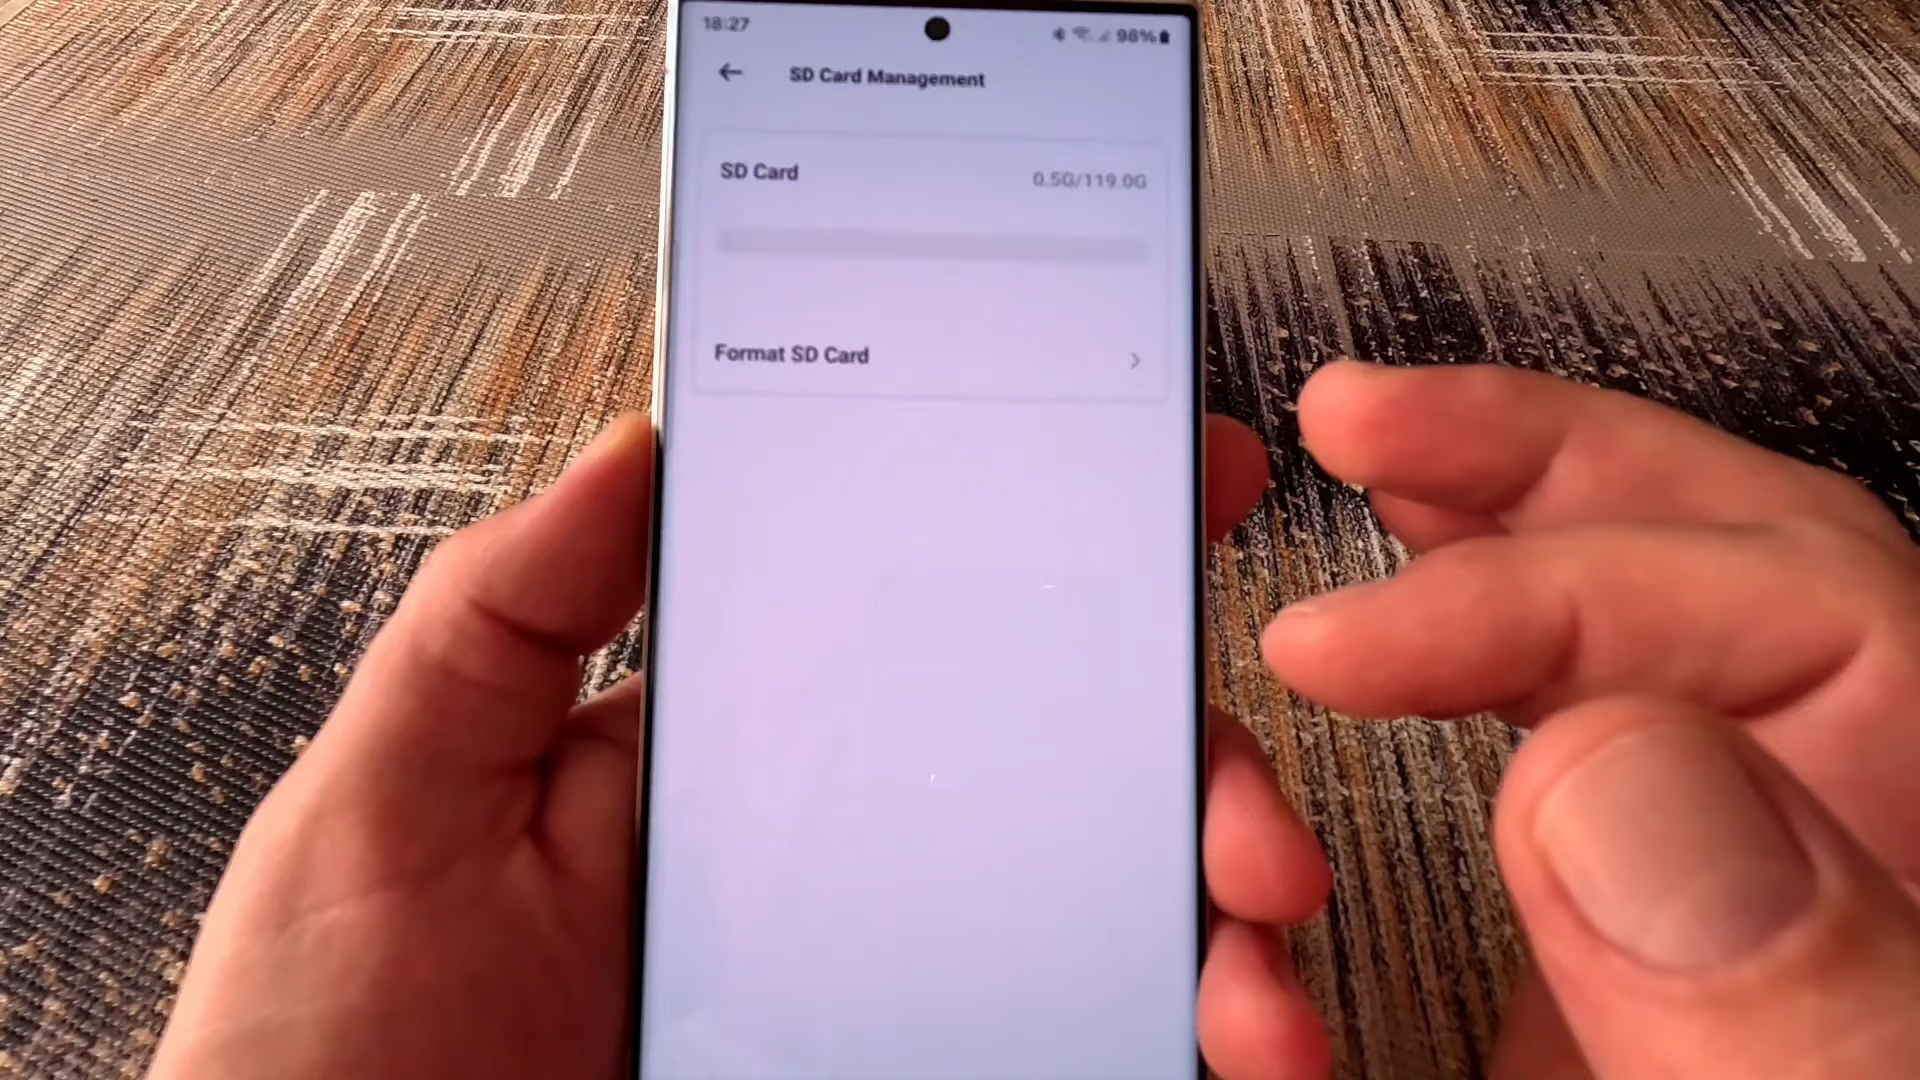 18:27
98%
SD Card Management
SD Card
0.5G/119.0G
Format SD Card